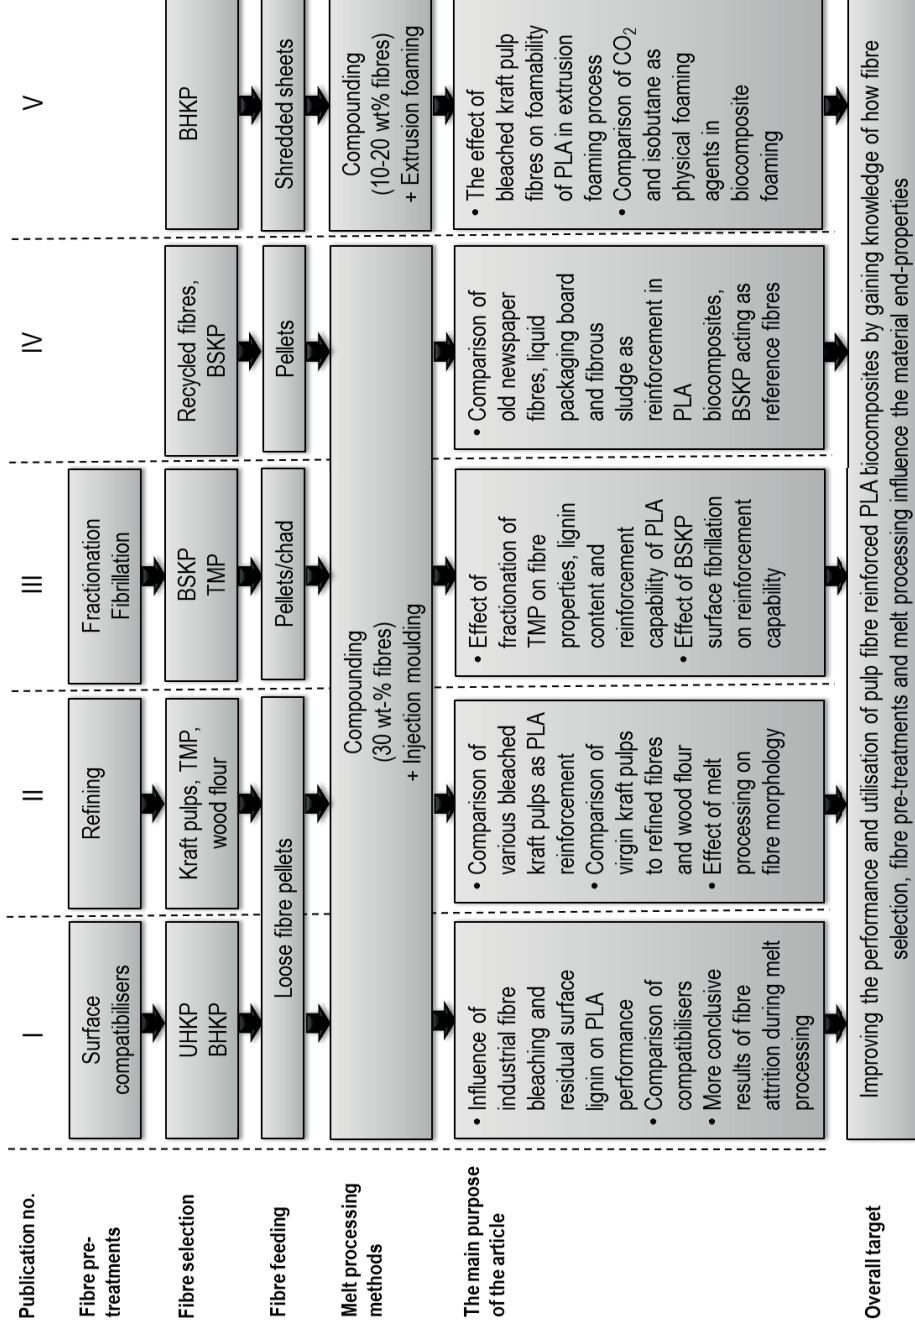 Publication no.
I
II
III
IV
V
Fibre pre-
treatments
Surface
compatibilisers
Refining
Fractionation
Fibrillation
Fibre selection
UHKP
BHKP
Kraft pulps, TMP,
wood flour
BSKP
TMP
Recycled fibres,
BSKP
BHKP
Fibre feeding
Loose fibre pellets
Pellets/chad
Pellets
Shredded sheets
Melt processing
methods
Compounding
(30 wt-% fibres)
+ Injection moulding
Compounding
(10-20 wt% fibres)
+ Extrusion foaming
The main purpose
of the article
• Influence of
industrial fibre
bleaching and
residual surface
lignin on PLA
performance
• Comparison of
compatibilisers
• More conclusive
results of fibre
attrition during melt
processing
• Comparison of
various bleached
kraft pulps as PLA
reinforcement
• Comparison of
virgin kraft pulps
to refined fibres
and wood flour
• Effect of melt
processing on
fibre morphology
• Effect of
fractionation of
TMP on fibre
properties, lignin
content and
reinforcement
capability of PLA
• Effect of BSKP
surface fibrillation
on reinforcement
capability
• Comparison of
old newspaper
fibres, liquid
packaging board
and fibrous
sludge as
reinforcement in
PLA
biocomposites,
BSKP acting as
reference fibres
• The effect of
bleached kraft pulp
fibres on foamability
of PLA in extrusion
foaming process
• Comparison of CO2
and isobutane as
physical foaming
agents in
biocomposite
foaming
Overall target
Improving the performance and utilisation of pulp fibre reinforced PLA biocomposites by gaining knowledge of how fibre
selection, fibre pre-treatments and melt processing influence the material end-properties